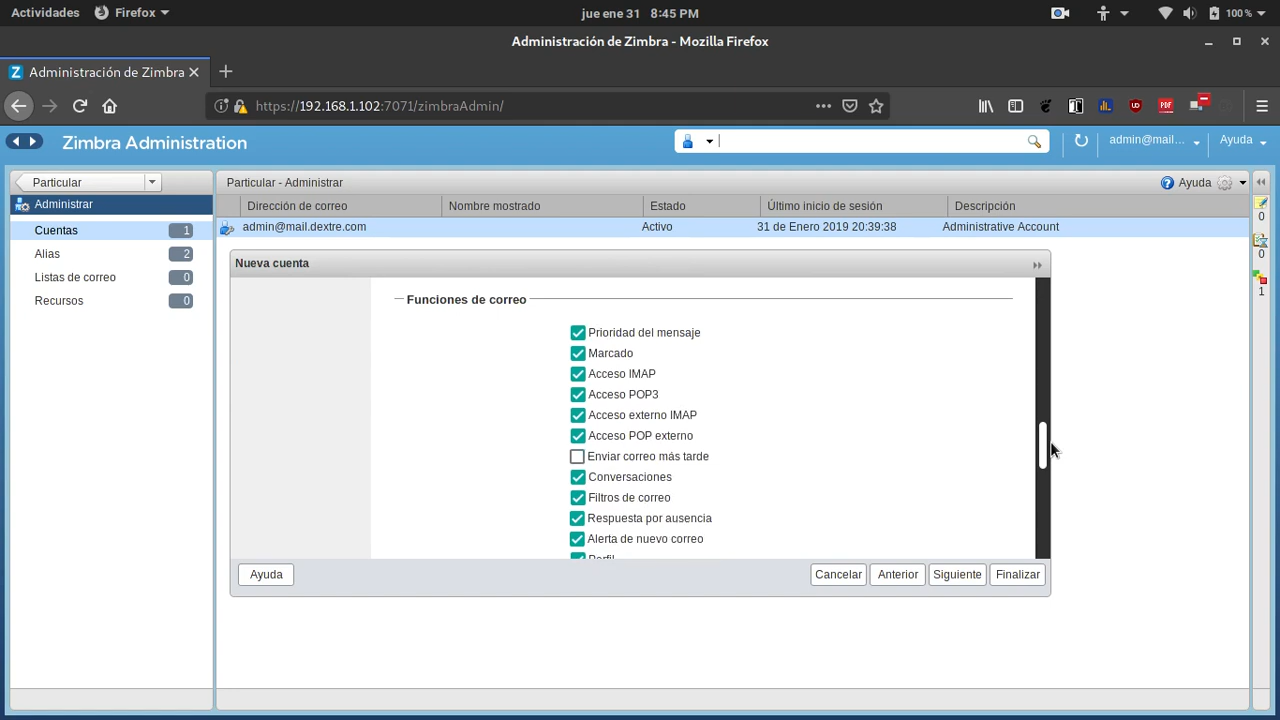 Actividades Firefox jue ene 31 8:45 PM 100 %
Administración de Zimbra - Mozilla Firefox
Administración de Zimbra
https://192.168.1.102:7071/zimbraAdmin/
Zimbra Administration admin@mail... Ayuda
Particular Particular - Administrar Ayuda
Administrar Dirección de correo Nombre mostrado Estado Último inicio de sesión Descripción
Cuentas 1 admin@mail.dextre.com Activo 31 de Enero 2019 20:39:38 Administrative Account
Alias 2
Listas de correo 0
Recursos 0
0
0
1
Nueva cuenta
Funciones de correo
Prioridad del mensaje
Marcado
Acceso IMAP
Acceso POP3
Acceso externo IMAP
Acceso POP externo
Enviar correo más tarde
Conversaciones
Filtros de correo
Respuesta por ausencia
Alerta de nuevo correo
Perfil
Ayuda Cancelar Anterior Siguiente Finalizar